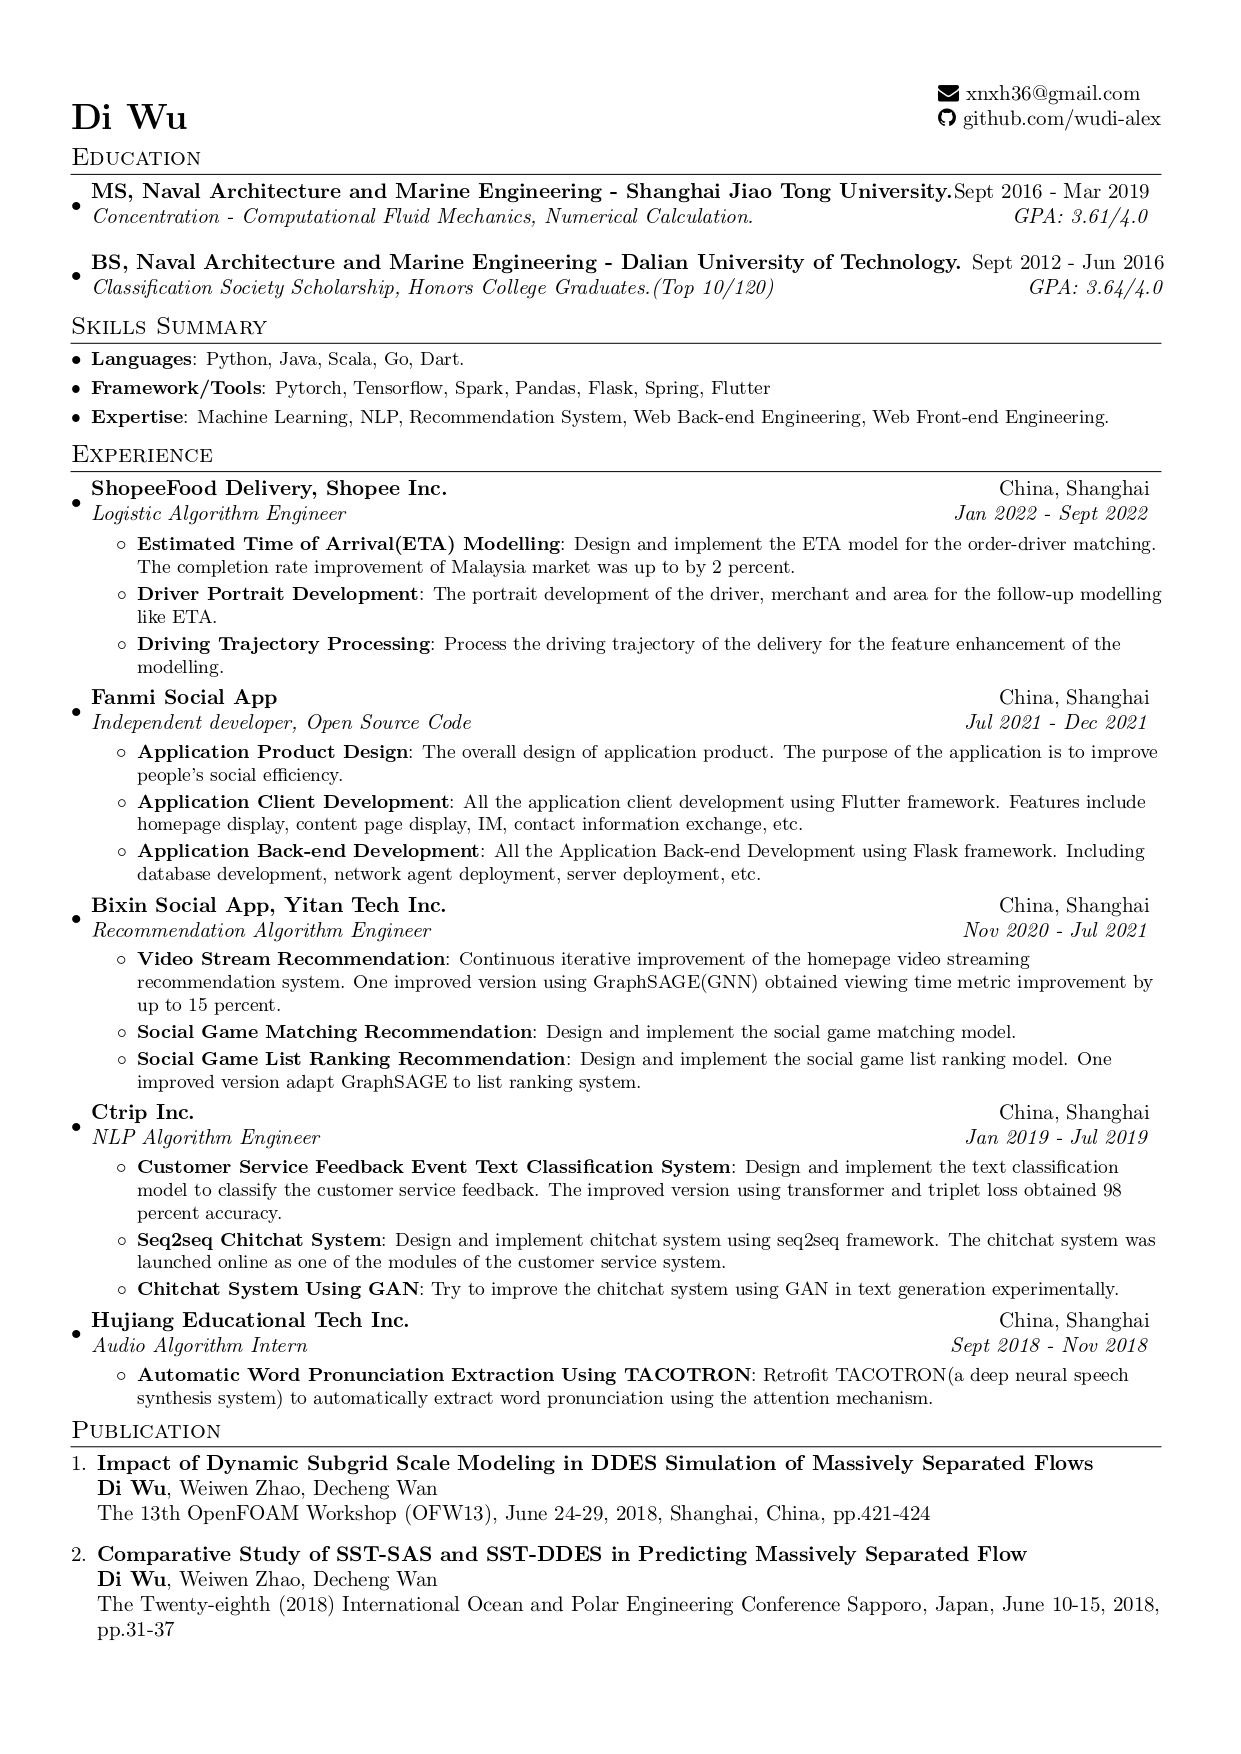 Di Wu
xnxh36@gmail.com
github.com/wudi-alex
Education
• MS, Naval Architecture and Marine Engineering - Shanghai Jiao Tong University. Sept 2016 - Mar 2019
Concentration - Computational Fluid Mechanics, Numerical Calculation. GPA: 3.61/4.0
• BS, Naval Architecture and Marine Engineering - Dalian University of Technology. Sept 2012 - Jun 2016
Classification Society Scholarship, Honors College Graduates.(Top 10/120) GPA: 3.64/4.0
Skills Summary
• Languages: Python, Java, Scala, Go, Dart.
• Framework/Tools: Pytorch, Tensorflow, Spark, Pandas, Flask, Spring, Flutter
• Expertise: Machine Learning, NLP, Recommendation System, Web Back-end Engineering, Web Front-end Engineering.
Experience
• ShopeeFood Delivery, Shopee Inc. China, Shanghai
Logistic Algorithm Engineer Jan 2022 - Sept 2022
◦ Estimated Time of Arrival(ETA) Modelling: Design and implement the ETA model for the order-driver matching.
The completion rate improvement of Malaysia market was up to by 2 percent.
◦ Driver Portrait Development: The portrait development of the driver, merchant and area for the follow-up modelling
like ETA.
◦ Driving Trajectory Processing: Process the driving trajectory of the delivery for the feature enhancement of the
modelling.
• Fanmi Social App China, Shanghai
Independent developer, Open Source Code Jul 2021 - Dec 2021
◦ Application Product Design: The overall design of application product. The purpose of the application is to improve
people's social efficiency.
◦ Application Client Development: All the application client development using Flutter framework. Features include
homepage display, content page display, IM, contact information exchange, etc.
◦ Application Back-end Development: All the Application Back-end Development using Flask framework. Including
database development, network agent deployment, server deployment, etc.
• Bixin Social App, Yitan Tech Inc. China, Shanghai
Recommendation Algorithm Engineer Nov 2020 - Jul 2021
◦ Video Stream Recommendation: Continuous iterative improvement of the homepage video streaming
recommendation system. One improved version using GraphSAGE(GNN) obtained viewing time metric improvement by
up to 15 percent.
◦ Social Game Matching Recommendation: Design and implement the social game matching model.
◦ Social Game List Ranking Recommendation: Design and implement the social game list ranking model. One
improved version adapt GraphSAGE to list ranking system.
• Ctrip Inc. China, Shanghai
NLP Algorithm Engineer Jan 2019 - Jul 2019
◦ Customer Service Feedback Event Text Classification System: Design and implement the text classification
model to classify the customer service feedback. The improved version using transformer and triplet loss obtained 98
percent accuracy.
◦ Seq2seq Chitchat System: Design and implement chitchat system using seq2seq framework. The chitchat system was
launched online as one of the modules of the customer service system.
◦ Chitchat System Using GAN: Try to improve the chitchat system using GAN in text generation experimentally.
• Hujiang Educational Tech Inc. China, Shanghai
Audio Algorithm Intern Sept 2018 - Nov 2018
◦ Automatic Word Pronunciation Extraction Using TACOTRON: Retrofit TACOTRON(a deep neural speech
synthesis system) to automatically extract word pronunciation using the attention mechanism.
Publication
1. Impact of Dynamic Subgrid Scale Modeling in DDES Simulation of Massively Separated Flows
Di Wu, Weiwen Zhao, Decheng Wan
The 13th OpenFOAM Workshop (OFW13), June 24-29, 2018, Shanghai, China, pp.421-424
2. Comparative Study of SST-SAS and SST-DDES in Predicting Massively Separated Flow
Di Wu, Weiwen Zhao, Decheng Wan
The Twenty-eighth (2018) International Ocean and Polar Engineering Conference Sapporo, Japan, June 10-15, 2018,
pp.31-37